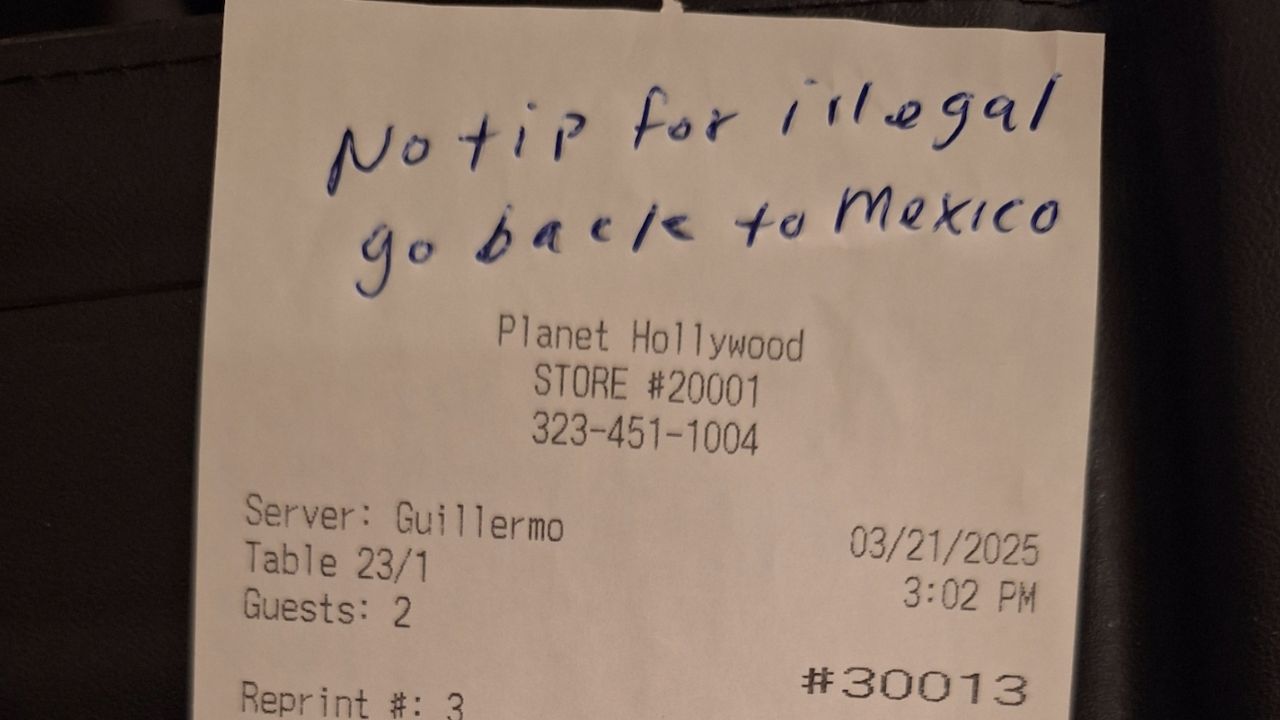 No tip for illegal
go back to Mexico
Planet Hollywood
STORE #20001
323-451-1004
Server: Guillermo
03/21/2025
Table 23/1
3:02 PM
Guests: 2
#30013
Reprint #: 3